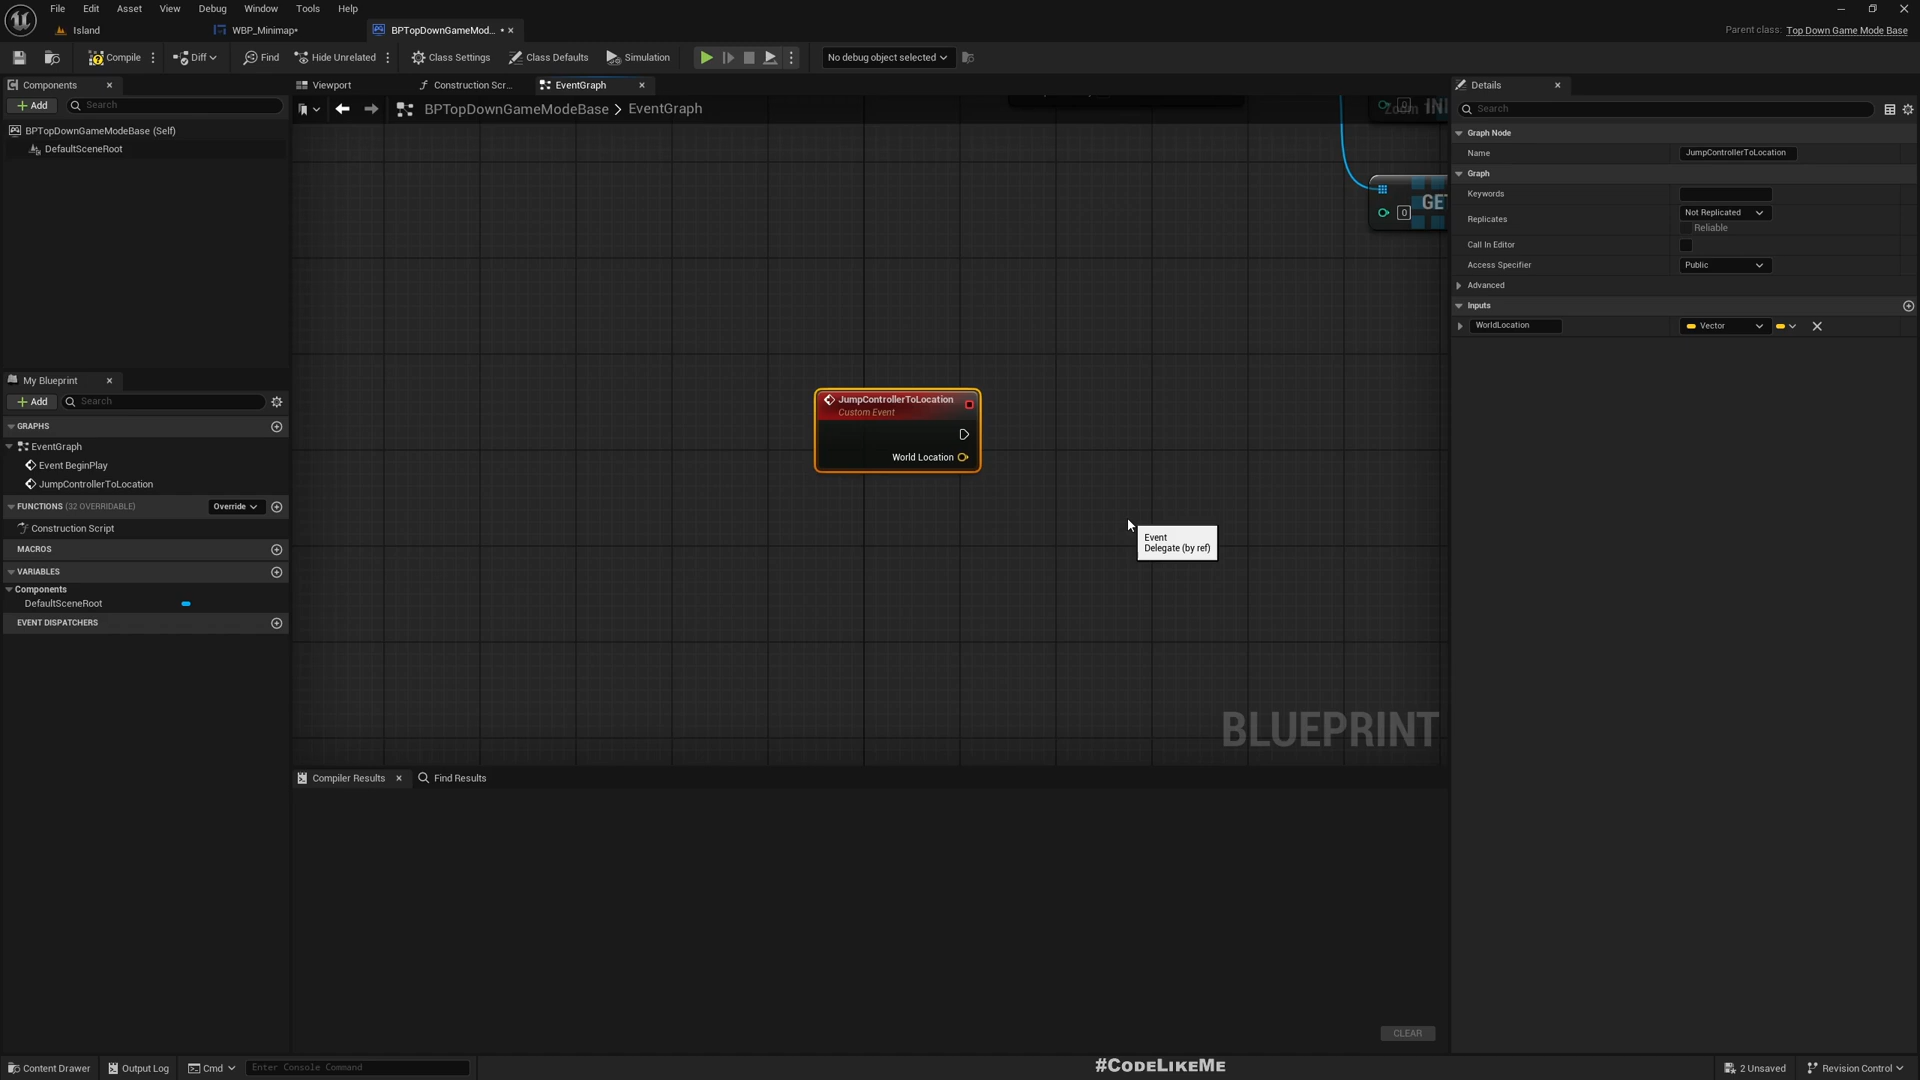 File Edit Asset View Debug Window Tools Help
Island
WBP_Minimap*
BPTopDownGameMod...
Parent class: Top Down Game Mode Base
Compile
Diff
Find
Hide Unrelated
Class Settings
Class Defaults
Simulation
No debug object selected
Components
Viewport
Construction Scr...
EventGraph
Details
Add
Search
BPTopDownGameModeBase > EventGraph
Search
BPTopDownGameModeBase (Self)
DefaultSceneRoot
Graph Node
Name
JumpControllerToLocation
Graph
Keywords
Replicates
Not Replicated
Reliable
Call In Editor
Access Specifier
Public
Advanced
Inputs
WorldLocation
Vector
0
GET
JumpControllerToLocation
Custom Event
World Location
Event
Delegate (by ref)
BLUEPRINT
My Blueprint
Add
Search
GRAPHS
EventGraph
Event BeginPlay
JumpControllerToLocation
FUNCTIONS (32 OVERRIDABLE)
Override
Construction Script
MACROS
VARIABLES
Components
DefaultSceneRoot
EVENT DISPATCHERS
Compiler Results
Find Results
CLEAR
Content Drawer
Output Log
Cmd
Enter Console Command
#CodeLikeMe
2 Unsaved
Revision Control